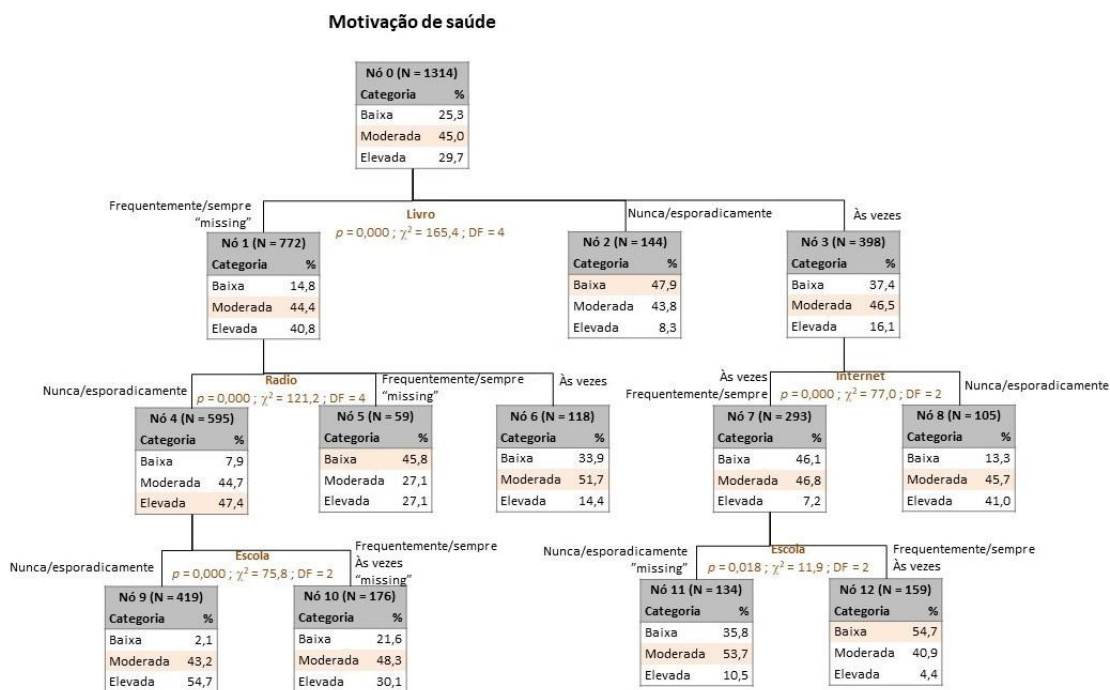 Motivação de saúde
Nó 0 (N = 1314)
Categoria %
Baixa 25,3
Moderada 45,0
Elevada 29,7
Frequentemente/sempre
“missing”
Livro
p = 0,000 ; χ² = 165,4 ; DF = 4
Nunca/esporadicamente
Às vezes
Nó 1 (N = 772)
Categoria %
Baixa 14,8
Moderada 44,4
Elevada 40,8
Nó 2 (N = 144)
Categoria %
Baixa 47,9
Moderada 43,8
Elevada 8,3
Nó 3 (N = 398)
Categoria %
Baixa 37,4
Moderada 46,5
Elevada 16,1
Nunca/esporadicamente
Radio
p = 0,000 ; χ² = 121,2 ; DF = 4
Frequentemente/sempre
“missing”
Às vezes
Às vezes
Frequentemente/sempre
Internet
p = 0,000 ; χ² = 77,0 ; DF = 2
Nunca/esporadicamente
Nó 4 (N = 595)
Categoria %
Baixa 7,9
Moderada 44,7
Elevada 47,4
Nó 5 (N = 59)
Categoria %
Baixa 45,8
Moderada 27,1
Elevada 27,1
Nó 6 (N = 118)
Categoria %
Baixa 33,9
Moderada 51,7
Elevada 14,4
Nó 7 (N = 293)
Categoria %
Baixa 46,1
Moderada 46,8
Elevada 7,2
Nó 8 (N = 105)
Categoria %
Baixa 13,3
Moderada 45,7
Elevada 41,0
Nunca/esporadicamente
Escola
p = 0,000 ; χ² = 75,8 ; DF = 2
Frequentemente/sempre
Às vezes
“missing”
Nunca/esporadicamente
“missing”
Escola
p = 0,018 ; χ² = 11,9 ; DF = 2
Frequentemente/sempre
Às vezes
Nó 9 (N = 419)
Categoria %
Baixa 2,1
Moderada 43,2
Elevada 54,7
Nó 10 (N = 176)
Categoria %
Baixa 21,6
Moderada 48,3
Elevada 30,1
Nó 11 (N = 134)
Categoria %
Baixa 35,8
Moderada 53,7
Elevada 10,5
Nó 12 (N = 159)
Categoria %
Baixa 54,7
Moderada 40,9
Elevada 4,4